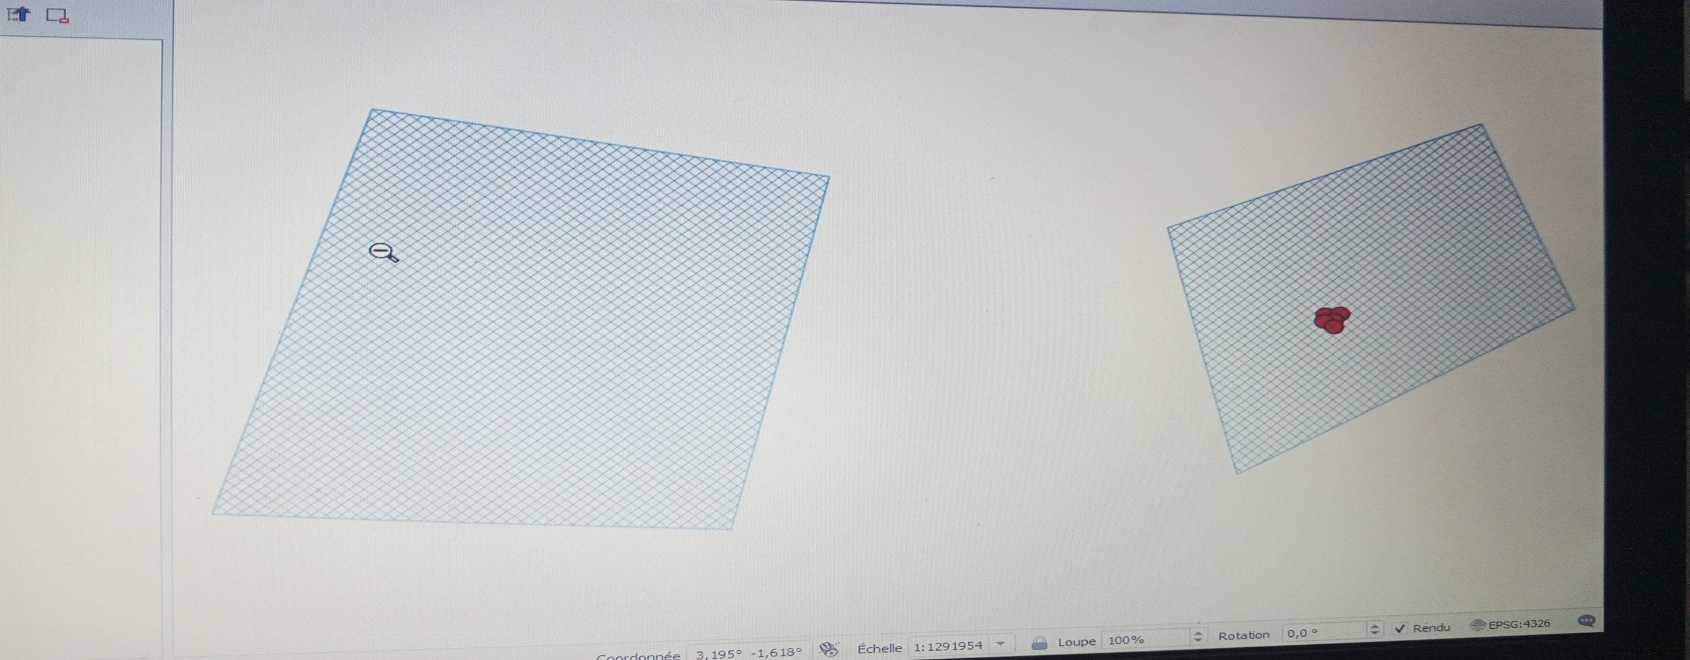 Coordonnée 3,195° -1,618° Échelle 1:1291954 Loupe 100% Rotation 0,0 ° Rendu EPSG:4326